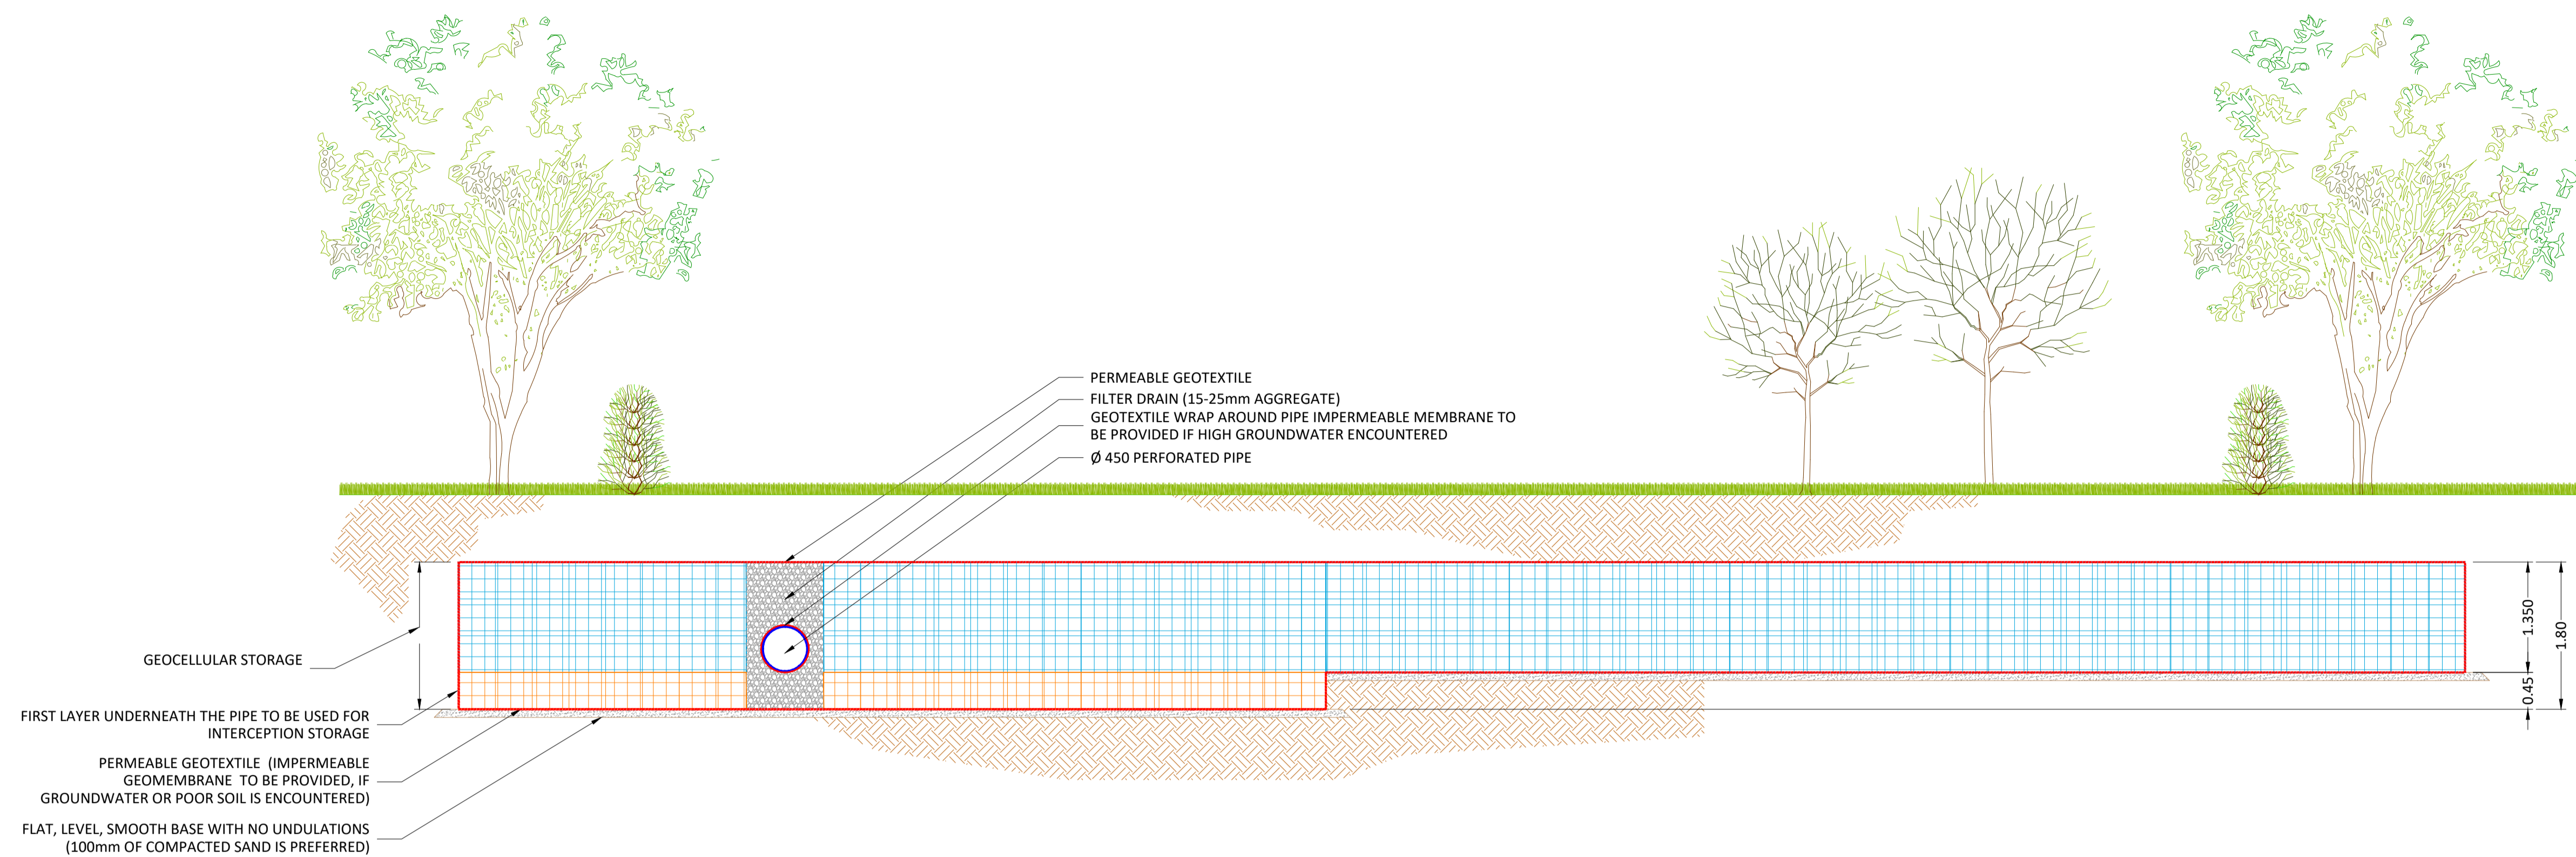 PERMEABLE GEOTEXTILE
FILTER DRAIN (15-25mm AGGREGATE)
GEOTEXTILE WRAP AROUND PIPE IMPERMEABLE MEMBRANE TO
BE PROVIDED IF HIGH GROUNDWATER ENCOUNTERED
Ø 450 PERFORATED PIPE
GEOCELLULAR STORAGE
FIRST LAYER UNDERNEATH THE PIPE TO BE USED FOR
INTERCEPTION STORAGE
PERMEABLE GEOTEXTILE (IMPERMEABLE
GEOMEMBRANE TO BE PROVIDED, IF
GROUNDWATER OR POOR SOIL IS ENCOUNTERED)
FLAT, LEVEL, SMOOTH BASE WITH NO UNDULATIONS
(100mm OF COMPACTED SAND IS PREFERRED)
1.350
0.45
1.80